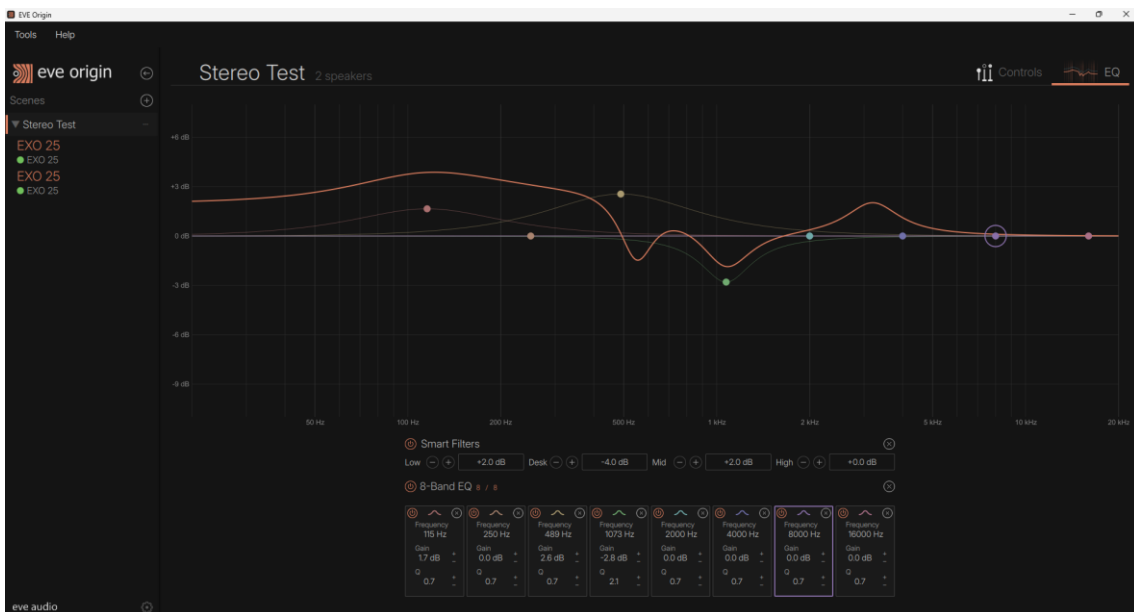 EVE Origin
Tools Help
eve origin
Scenes
Stereo Test
EXO 25
EXO 25
EXO 25
EXO 25
eve audio
Stereo Test 2 speakers
Controls EQ
+6 dB
+3 dB
0 dB
-3 dB
-6 dB
-9 dB
50 Hz 100 Hz 200 Hz 500 Hz 1 kHz 2 kHz 5 kHz 10 kHz 20 kHz
Smart Filters
Low +2.0 dB Desk -4.0 dB Mid +2.0 dB High +0.0 dB
8-Band EQ 8 / 8
Frequency Frequency Frequency Frequency Frequency Frequency Frequency Frequency
115 Hz 250 Hz 489 Hz 1073 Hz 2000 Hz 4000 Hz 8000 Hz 16000 Hz
Gain Gain Gain Gain Gain Gain Gain Gain
1.7 dB 0.0 dB 2.6 dB -2.8 dB 0.0 dB 0.0 dB 0.0 dB 0.0 dB
Q Q Q Q Q Q Q Q
0.7 0.7 0.7 2.1 0.7 0.7 0.7 0.7